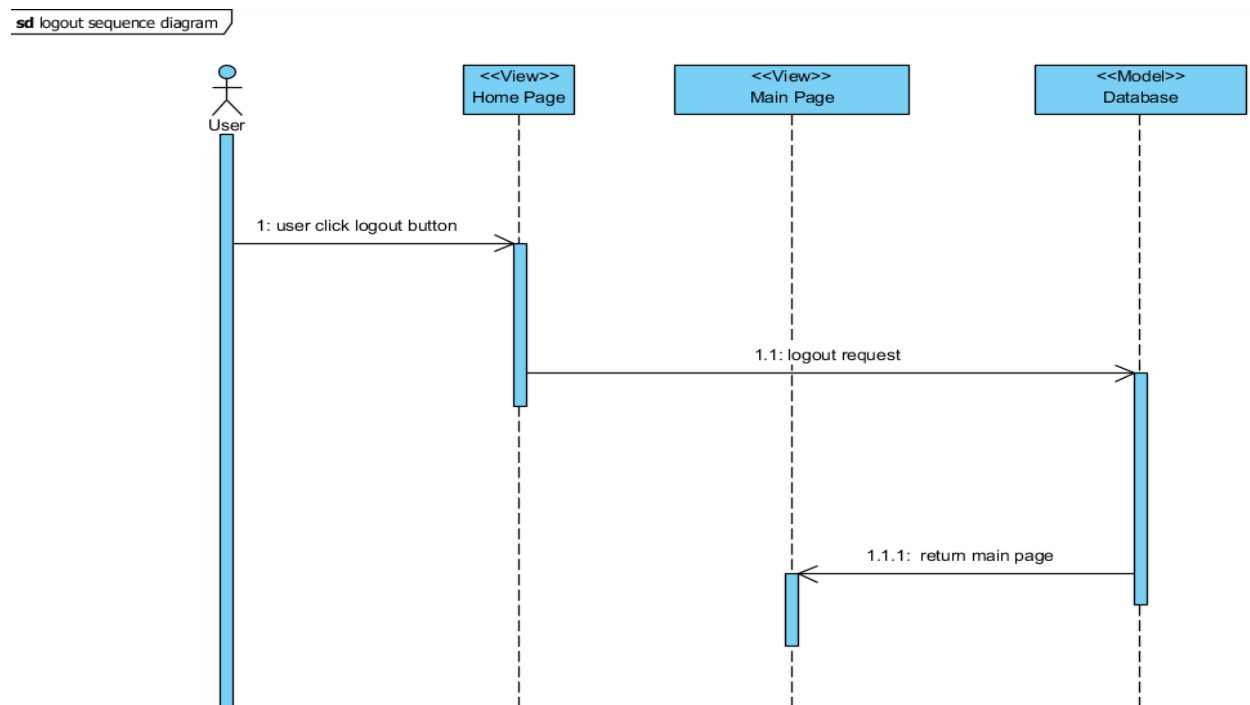 sd logout sequence diagram
<<View>>
Home Page
<<View>>
Main Page
<<Model>>
Database
User
1: user click logout button
1.1: logout request
1.1.1:  return main page